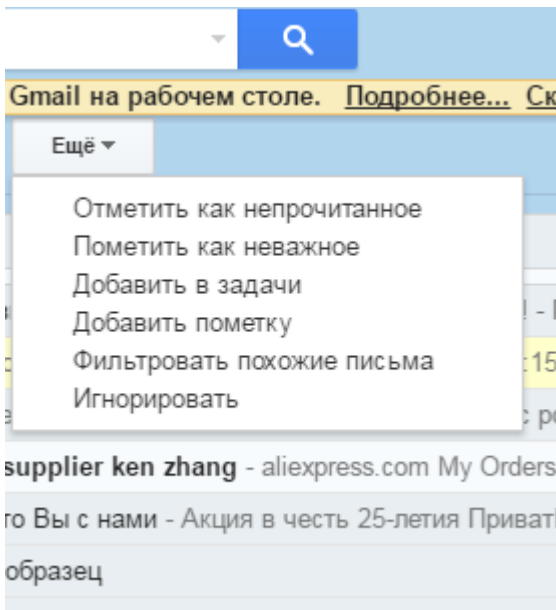 Gmail на рабочем столе. Подробнее...
Ещё
Отметить как непрочитанное
Пометить как неважное
Добавить в задачи
Добавить пометку
Фильтровать похожие письма
Игнорировать
! -
:15
с
supplier ken zhang - aliexpress.com My Orders
Вы с нами - Акция в честь 25-летия Приват
образец